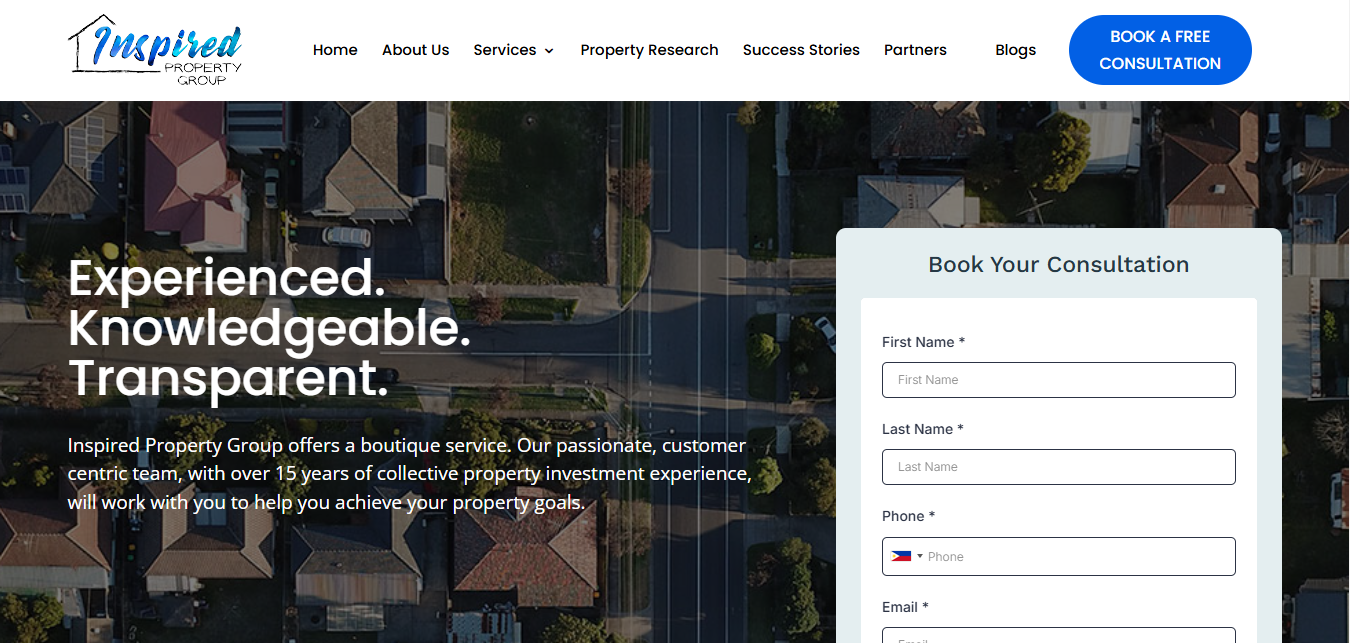 Inspired
PROPERTY
GROUP
Home About Us Services Property Research Success Stories Partners Blogs
BOOK A FREE
CONSULTATION
Experienced.
Knowledgeable.
Transparent.
Inspired Property Group offers a boutique service. Our passionate, customer
centric team, with over 15 years of collective property investment experience,
will work with you to help you achieve your property goals.
Book Your Consultation
First Name *
First Name
Last Name *
Last Name
Phone *
Phone
Email *
Email